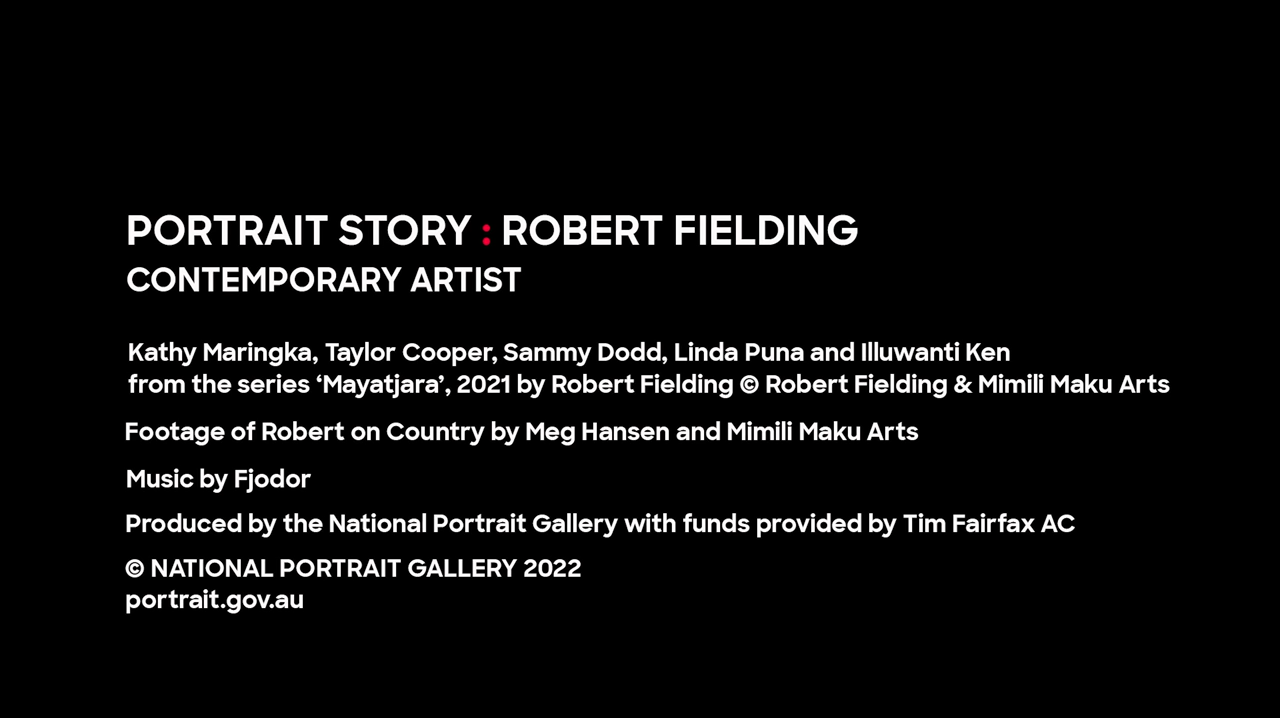 PORTRAIT STORY : ROBERT FIELDING
CONTEMPORARY ARTIST
Kathy Maringka, Taylor Cooper, Sammy Dodd, Linda Puna and Illuwanti Ken
from the series ‘Mayatjara’, 2021 by Robert Fielding © Robert Fielding & Mimili Maku Arts
Footage of Robert on Country by Meg Hansen and Mimili Maku Arts
Music by Fjodor
Produced by the National Portrait Gallery with funds provided by Tim Fairfax AC
© NATIONAL PORTRAIT GALLERY 2022
portrait.gov.au